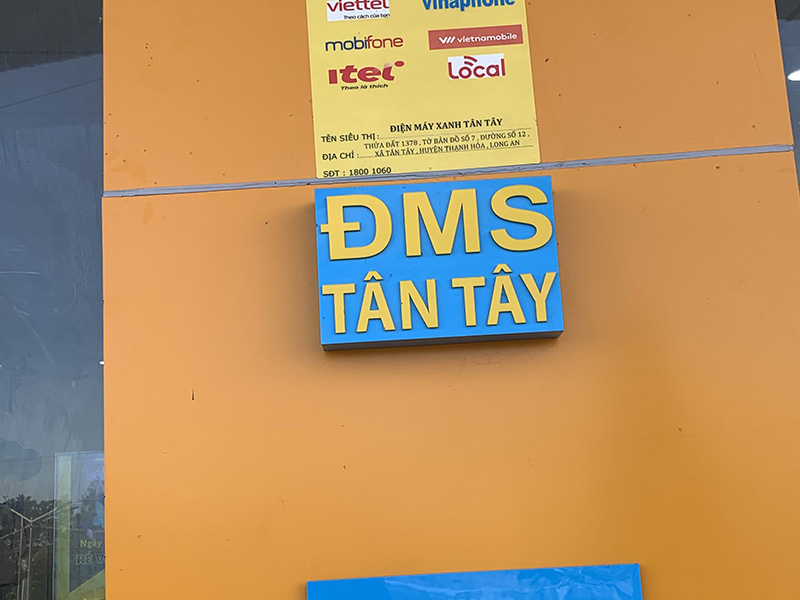 viettel
Theo cách của bạn
vinaphone
mobifone
vietnamobile
itel
Theo là thích
Local
ĐIỆN MÁY XANH TÂN TÂY
TÊN SIÊU THỊ :
THỬA ĐẤT 1378 , TỜ BẢN ĐỒ SỐ 7 , ĐƯỜNG SỐ 12 ,
ĐỊA CHỈ : XÃ TÂN TÂY , HUYỆN THẠNH HÓA , LONG AN
SĐT : 1800 1060
ĐMS
TÂN TÂY
Ngày